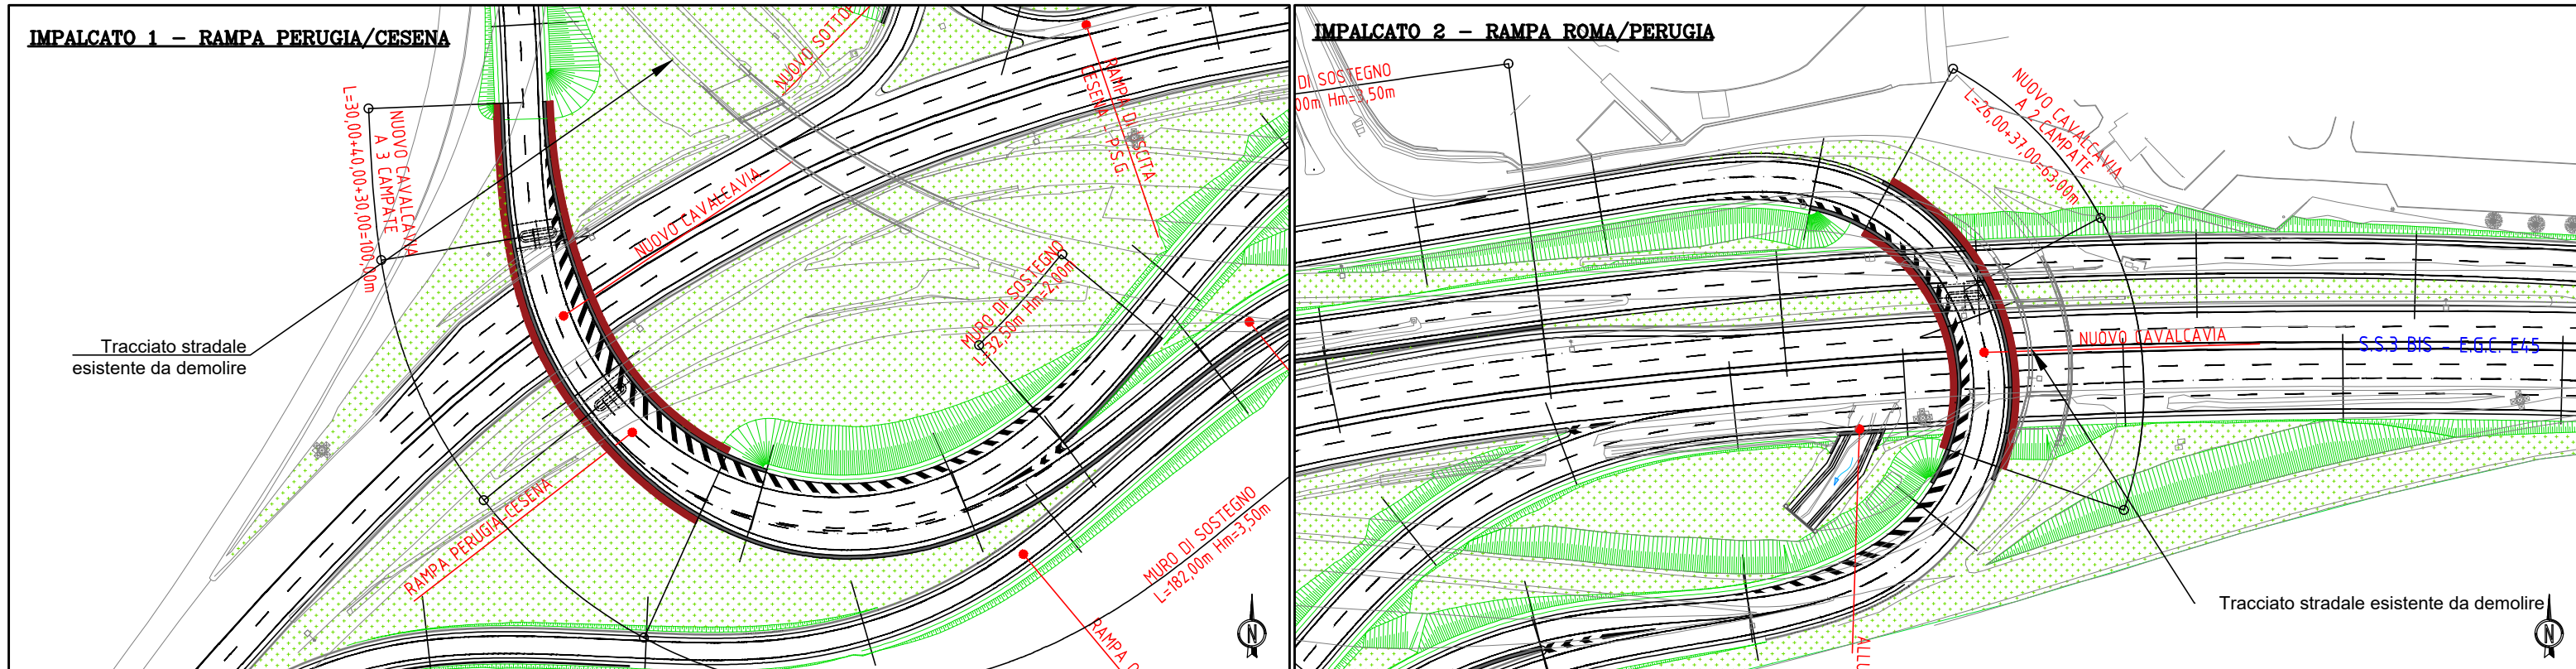 IMPALCATO 1 - RAMPA PERUGIA/CESENA
NUOVO
RAMPA DI USCITA
CESENA - P.S.G
NUOVO CAVALCAVIA
A 3 CAMPATE
L=30,00+40,00+30,00=100,00m
NUOVO CAVALCAVIA
MURO DI SOSTEGNO
L=32,50m Hm=2,00m
Tracciato stradale
esistente da demolire
RAMPA PERUGIA-CESENA
MURO DI SOSTEGNO
L=182,00m Hm=3,50m
RAMPA
N
IMPALCATO 2 - RAMPA ROMA/PERUGIA
DI SOSTEGNO
00m Hm=3,50m
NUOVO CAVALCAVIA
A 2 CAMPATE
L=26,00+37,00=63,00m
NUOVO CAVALCAVIA
S.S.3 BIS - E.G.C. E45
Tracciato stradale esistente da demolire
N